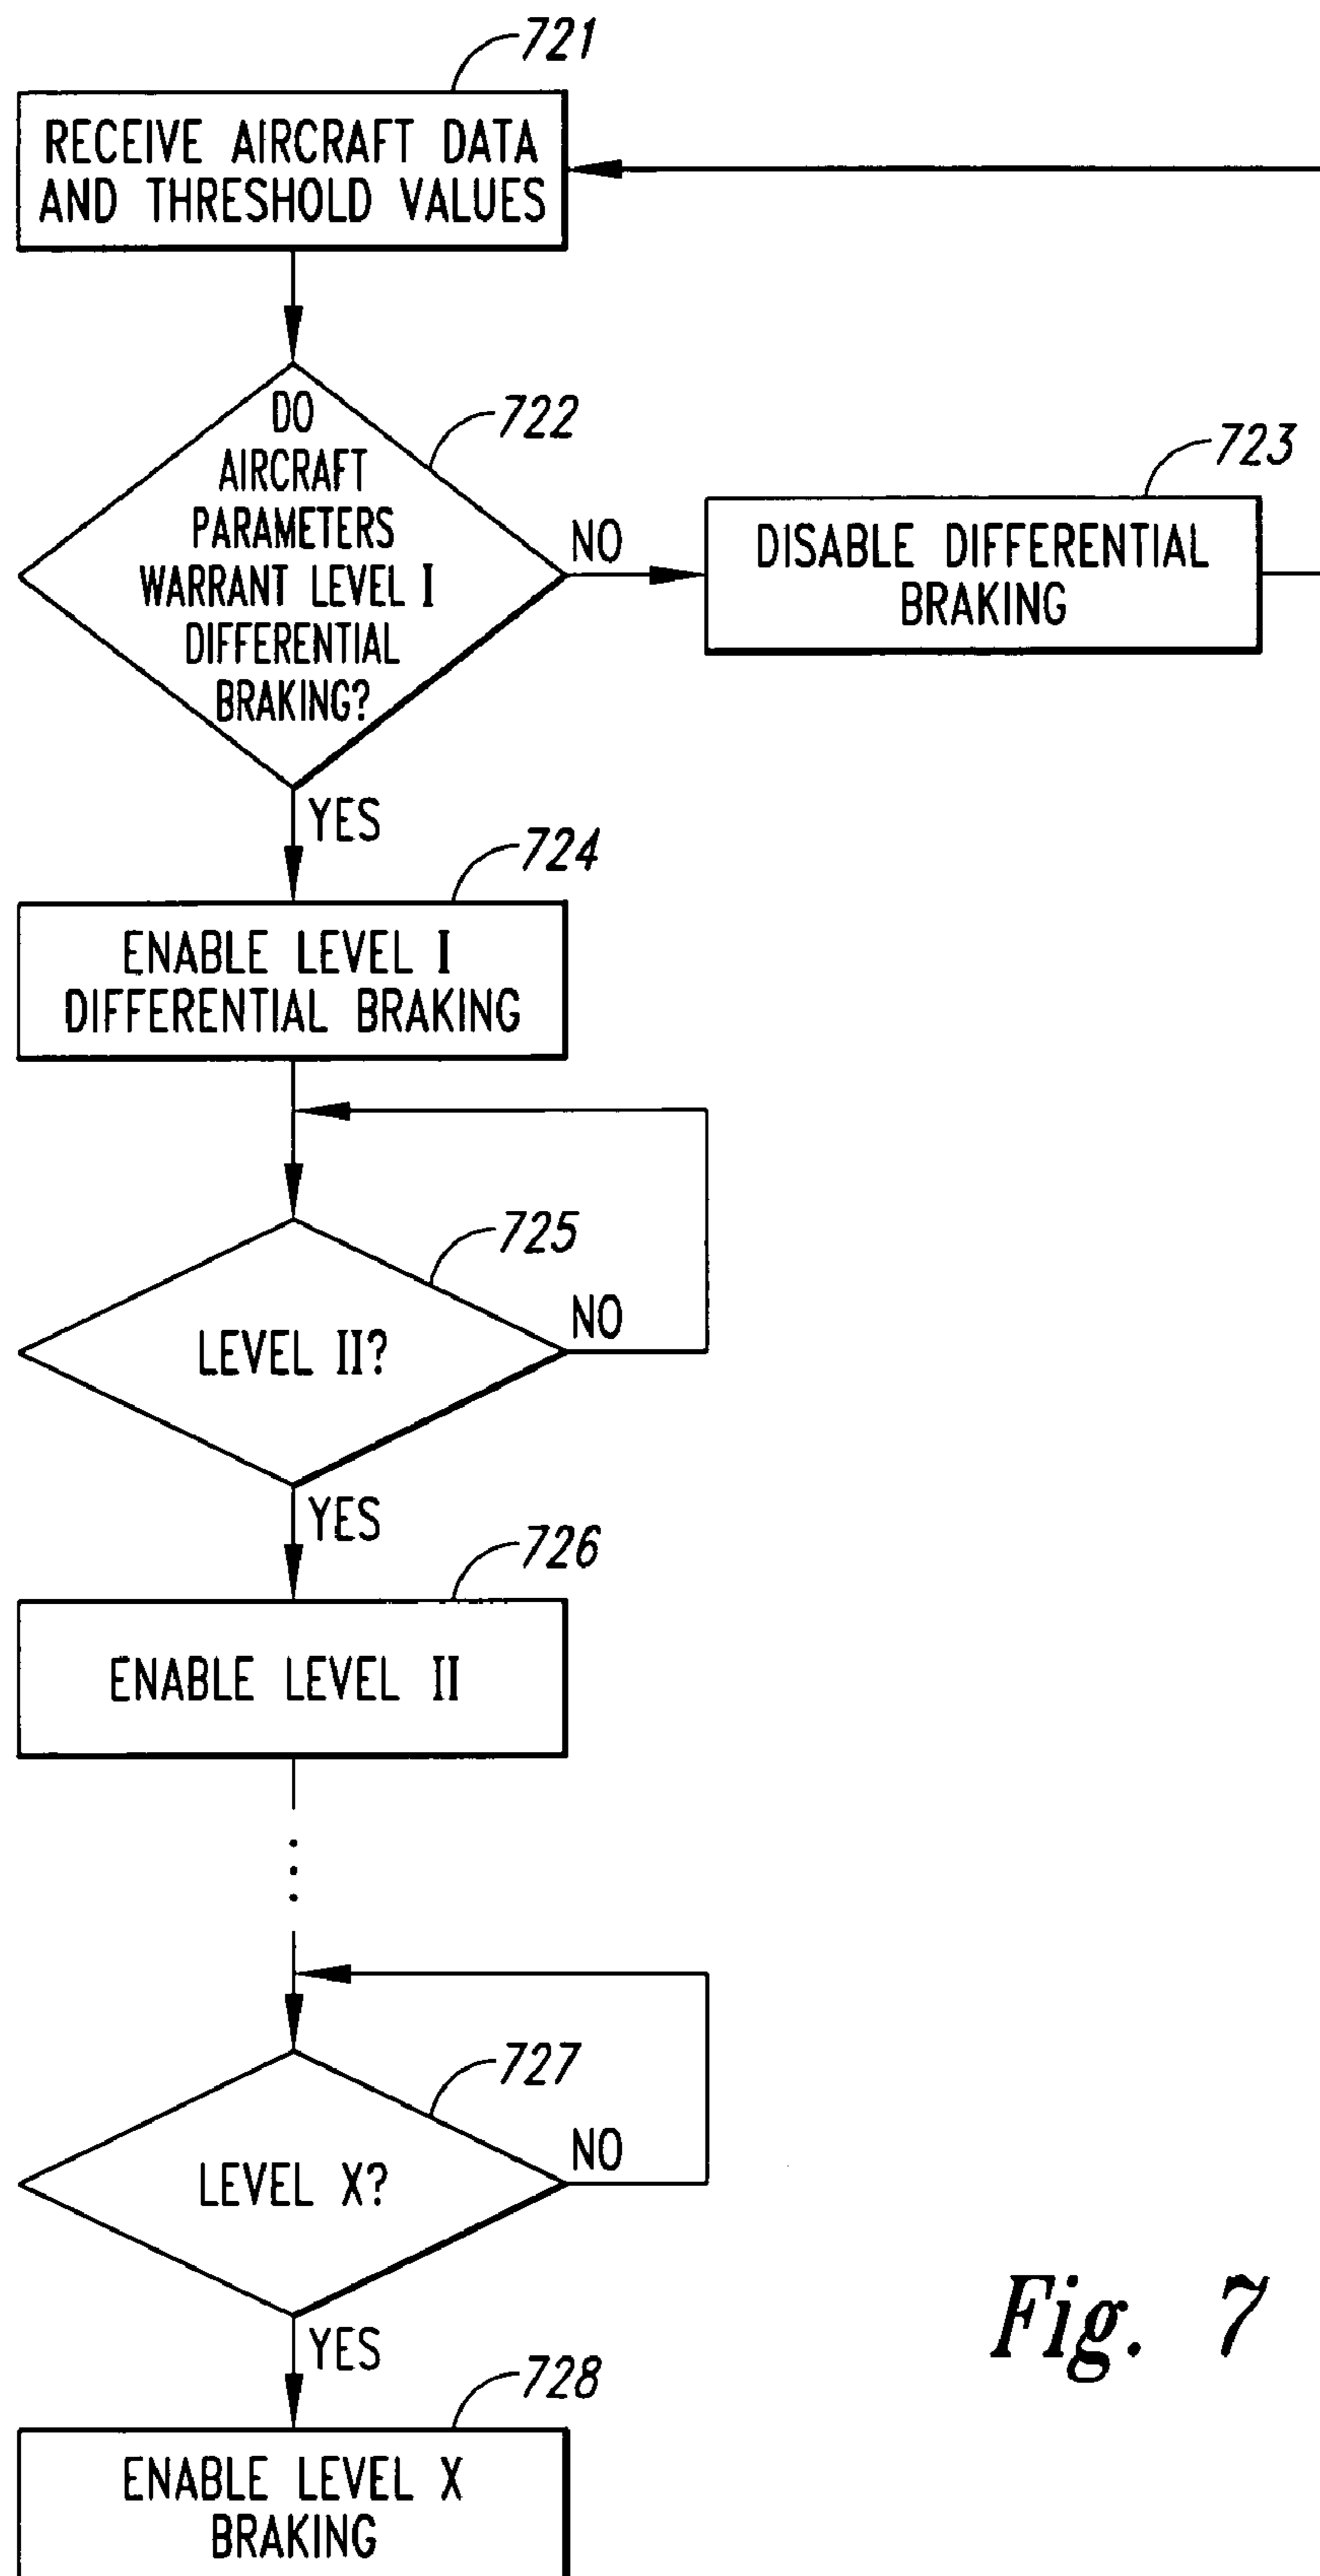 721
RECEIVE AIRCRAFT DATA
AND THRESHOLD VALUES
722
DO
AIRCRAFT
PARAMETERS
WARRANT LEVEL I
DIFFERENTIAL
BRAKING?
NO
723
DISABLE DIFFERENTIAL
BRAKING
YES
724
ENABLE LEVEL I
DIFFERENTIAL BRAKING
725
LEVEL II?
NO
YES
726
ENABLE LEVEL II
727
LEVEL X?
NO
YES
728
ENABLE LEVEL X
BRAKING
Fig. 7